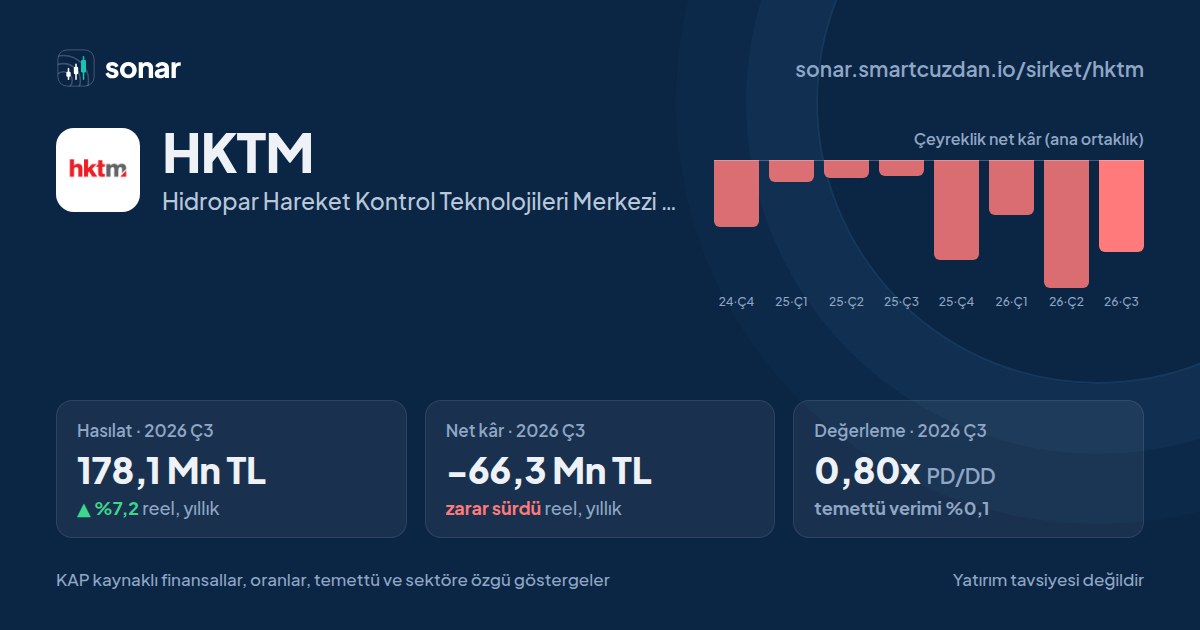 sonar
sonar.smartcuzdan.io/sirket/hktm
hktm
HKTM
Hidropar Hareket Kontrol Teknolojileri Merkezi ...
Çeyreklik net kâr (ana ortaklık)
24·Ç4 25·Ç1 25·Ç2 25·Ç3 25·Ç4 26·Ç1 26·Ç2 26·Ç3
Hasılat · 2026 Ç3
178,1 Mn TL
▲ %7,2 reel, yıllık
Net kâr · 2026 Ç3
−66,3 Mn TL
zarar sürdü reel, yıllık
Değerleme · 2026 Ç3
0,80x PD/DD
temettü verimi %0,1
KAP kaynaklı finansallar, oranlar, temettü ve sektöre özgü göstergeler
Yatırım tavsiyesi değildir